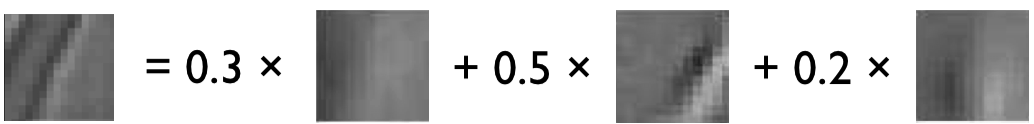 = 0.3 × + 0.5 × + 0.2 ×